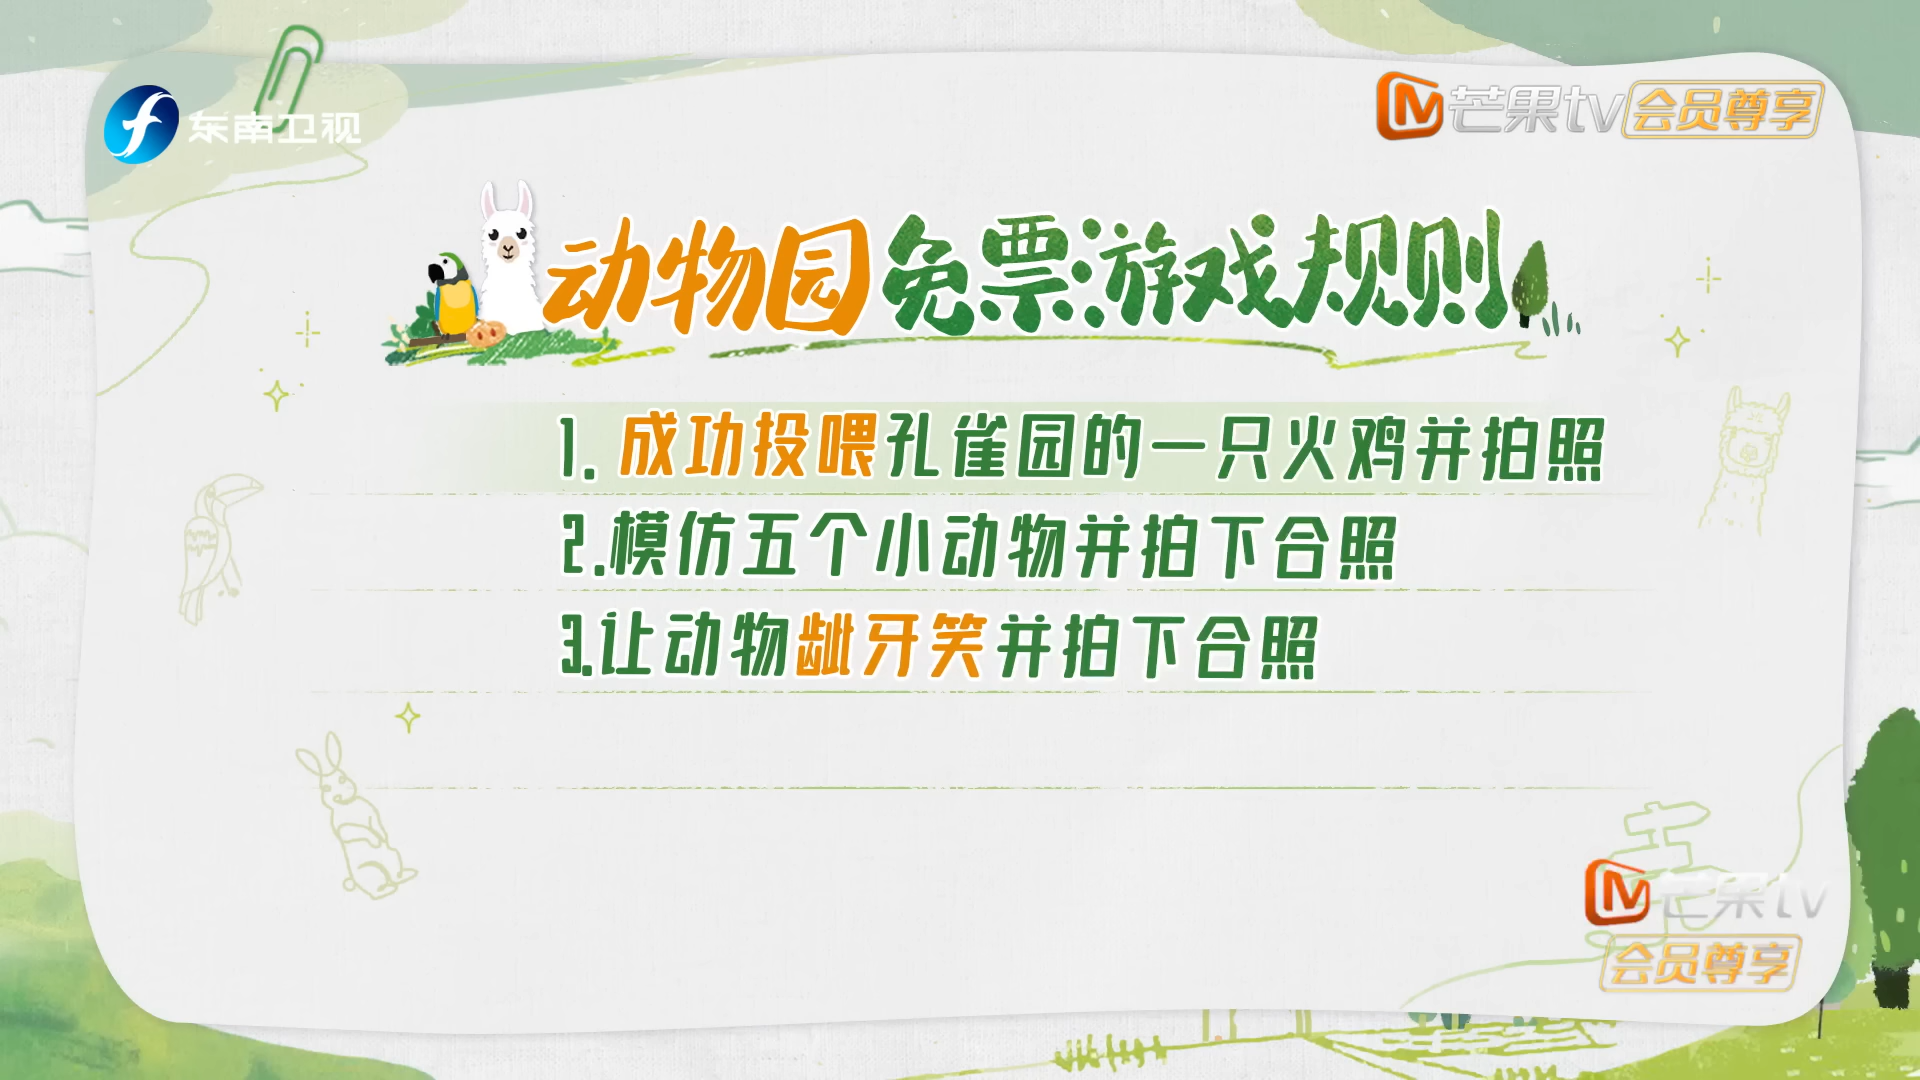 东南卫视
芒果tv会员尊享
动物园免票游戏规则
1.成功投喂孔雀园的一只火鸡并拍照
2.模仿五个小动物并拍下合照
3.让动物龇牙笑并拍下合照
芒果tv
会员尊享